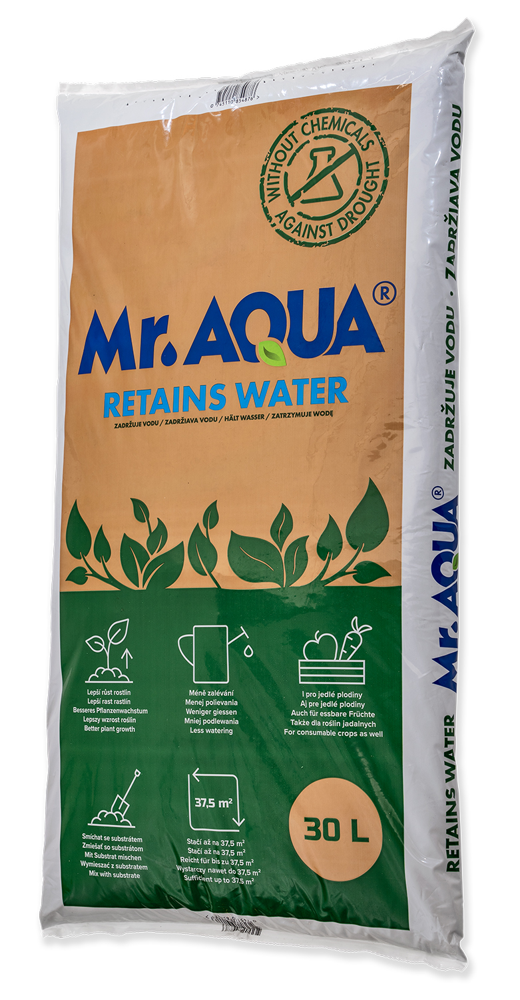 0 745110 854876 >
WITHOUT CHEMICALS
AGAINST DROUGHT
Mr. AQUA®
RETAINS WATER
ZADRŽUJE VODU / ZADRŽIAVA VODU / HÄLT WASSER / ZATRZYMUJE WODĘ
Lepší růst rostlin
Lepší rast rastlín
Besseres Pflanzenwachstum
Lepszy wzrost roślin
Better plant growth
Méně zalévání
Menej polievania
Weniger giessen
Mniej podlewania
Less watering
I pro jedlé plodiny
Aj pre jedlé plodiny
Auch für essbare Früchte
Także dla roślin jadalnych
For consumable crops as well
Smíchat se substrátem
Zmiešať so substrátom
Mit Substrat mischen
Wymieszać z substratem
Mix with substrate
37,5 m²
Stačí až na 37,5 m²
Stačí až na 37,5 m²
Reicht für bis zu 37,5 m²
Wystarczy nawet do 37,5 m²
Sufficient up to 37,5 m²
30 L
RETAINS WATER Mr. AQUA® ZADRŽUJE VODU · ZADRŽIAVA VODU